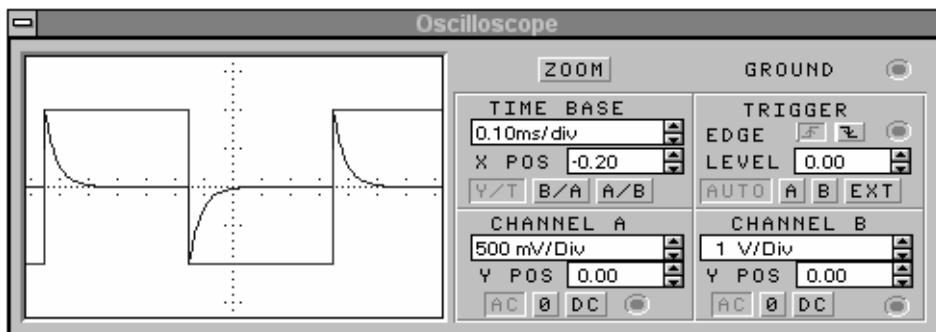 Oscilloscope
ZOOM
GROUND
TIME BASE
0.10ms/div
X POS -0.20
Y/T B/A A/B
TRIGGER
EDGE
LEVEL 0.00
AUTO A B EXT
CHANNEL A
500 mV/Div
Y POS 0.00
AC 0 DC
CHANNEL B
1 V/Div
Y POS 0.00
AC 0 DC